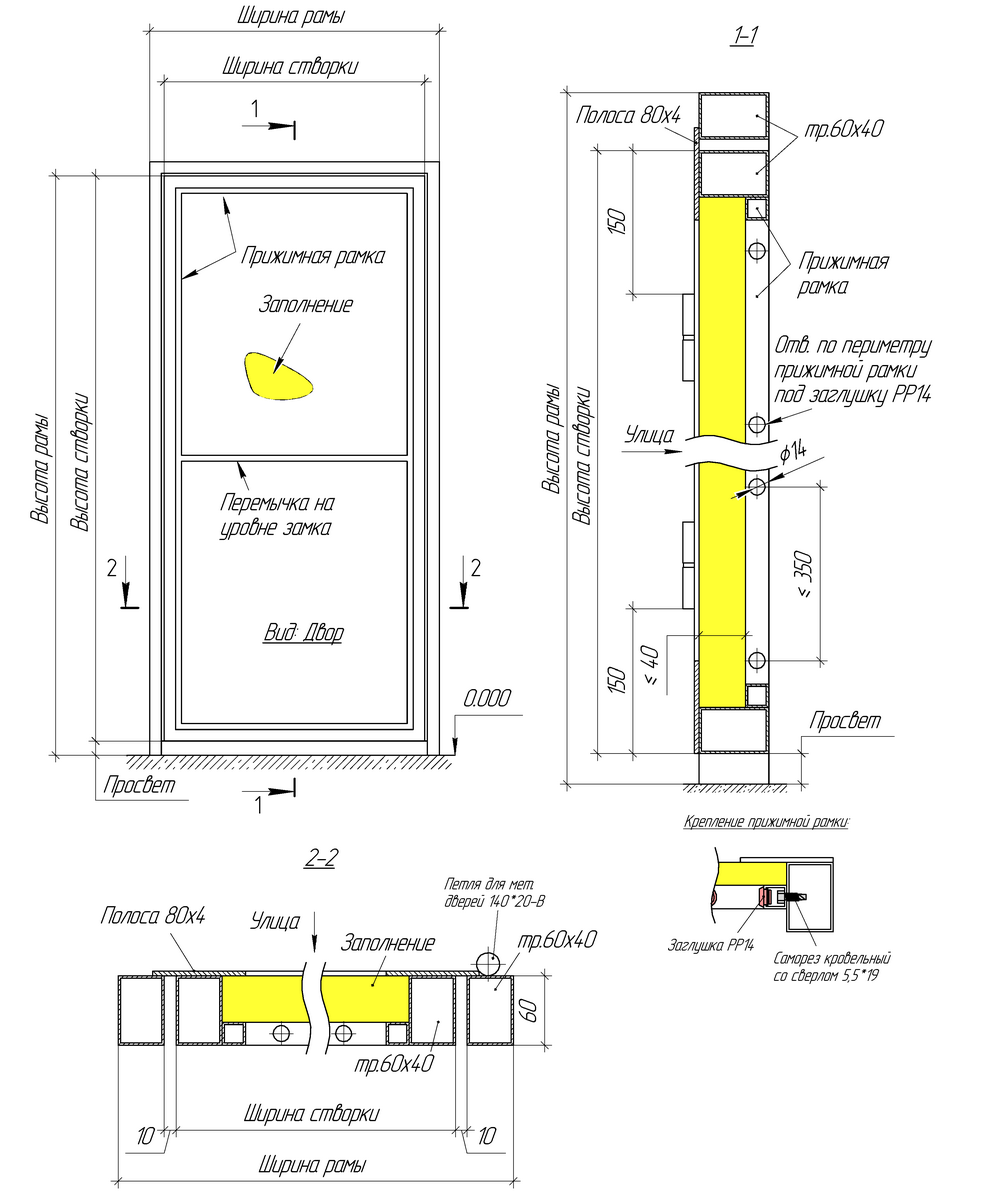 Ширина рамы
Ширина створки
1
Прижимная рамка
Заполнение
Высота рамы
Высота створки
Перемычка на
уровне замка
2
2
Вид: Двор
0.000
Просвет
1
1–1
Полоса 80х4
тр.60х40
150
Прижимная
рамка
Отв. по периметру
прижимной рамки
под заглушку РР14
Высота рамы
Высота створки
Улица
ϕ14
≤ 350
150
≤ 40
Просвет
Крепление прижимной рамки:
Заглушка РР14
Саморез кровельный
со сверлом 5,5*19
2–2
Петля для мет.
дверей 140*20-В
Полоса 80х4
Улица
Заполнение
тр.60х40
60
тр.60х40
Ширина створки
10
10
Ширина рамы